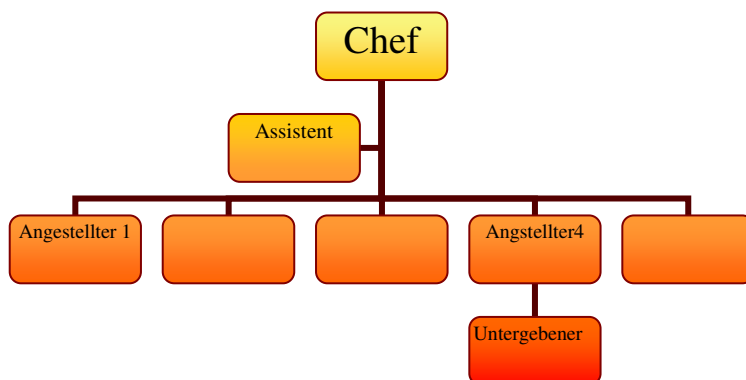 Chef
Assistent
Angestellter 1
Angstellter4
Untergebener